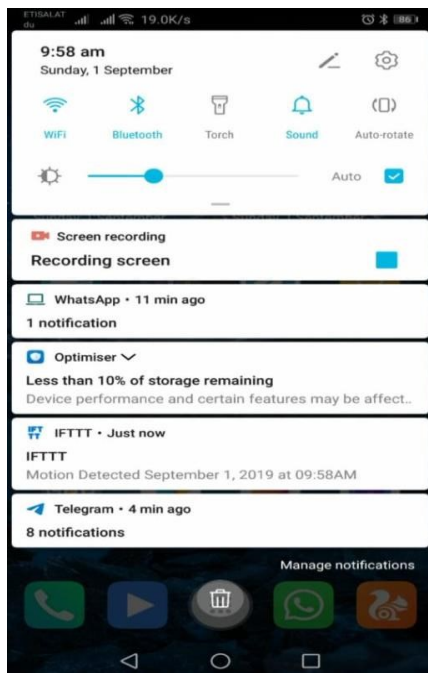 ETISALAT
du
19.0K/s
86
9:58 am
Sunday, 1 September
WiFi
Bluetooth
Torch
Sound
Auto-rotate
Auto
Screen recording
Recording screen
WhatsApp • 11 min ago
1 notification
Optimiser
Less than 10% of storage remaining
Device performance and certain features may be affect..
IFTTT • Just now
IFTTT
Motion Detected September 1, 2019 at 09:58AM
Telegram • 4 min ago
8 notifications
Manage notifications